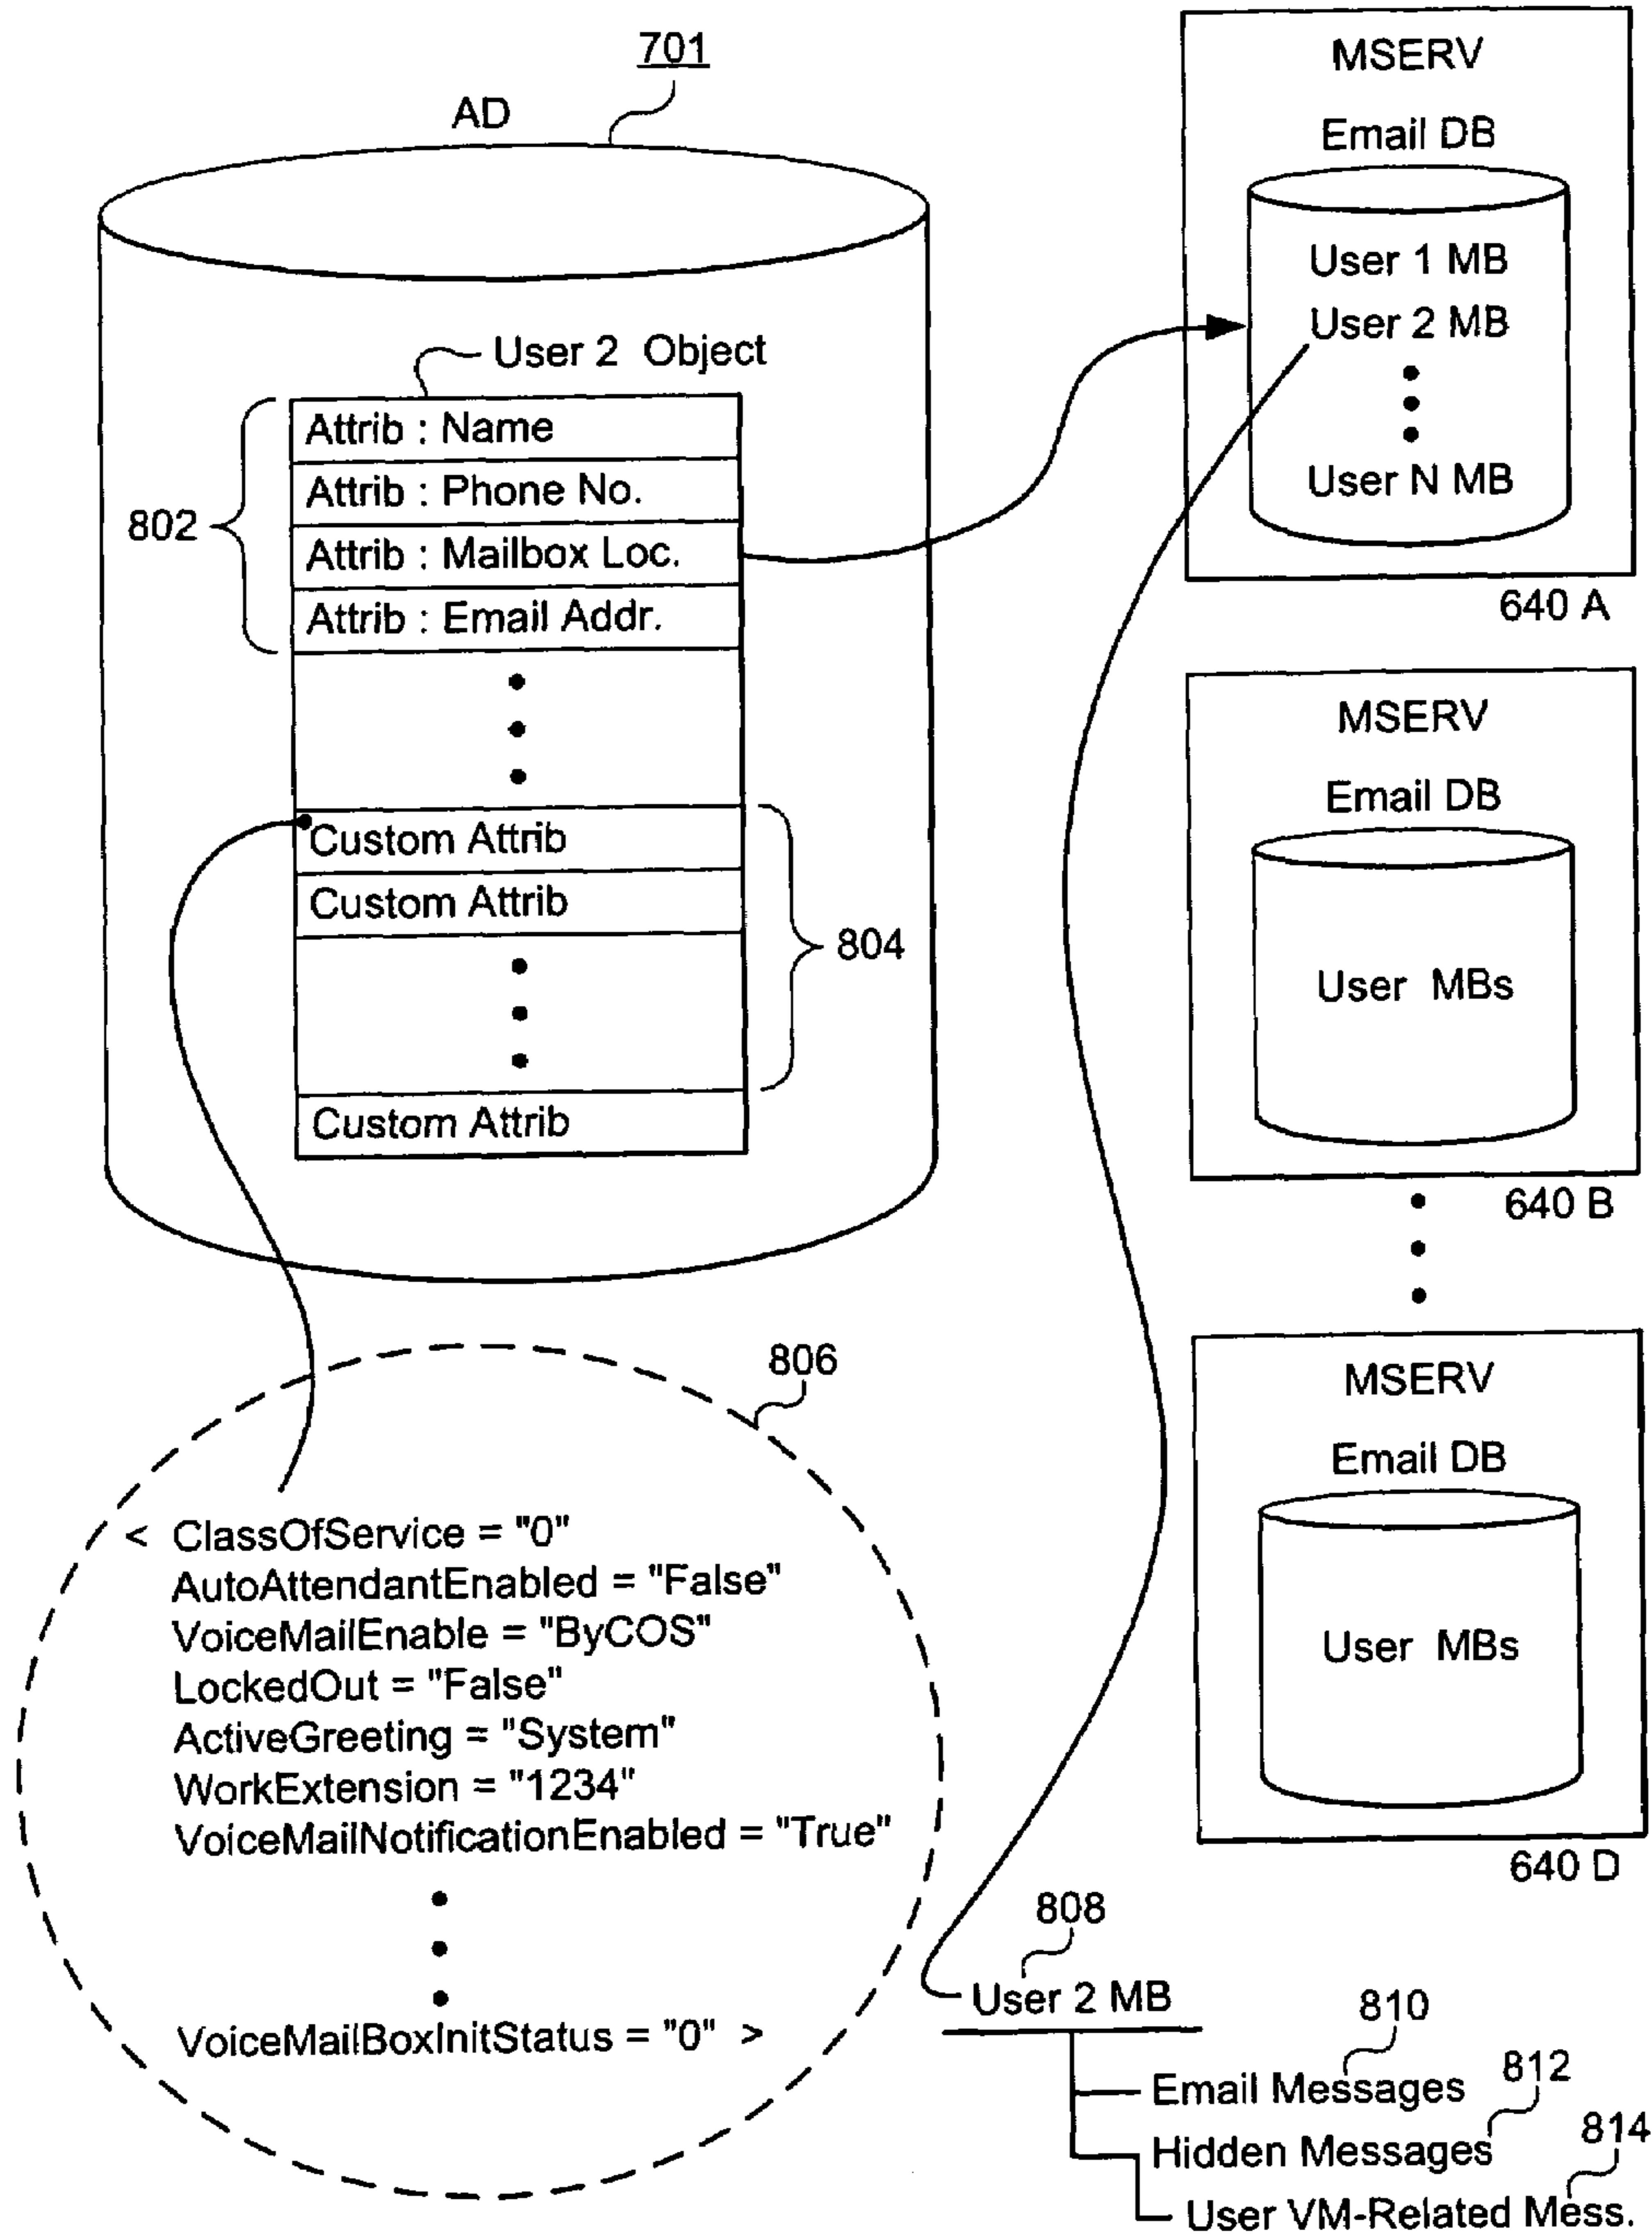 701
AD
User 2 Object
802
Attrib : Name
Attrib : Phone No.
Attrib : Mailbox Loc.
Attrib : Email Addr.
Custom Attrib
Custom Attrib
804
Custom Attrib
MSERV
Email DB
User 1 MB
User 2 MB
User N MB
640 A
MSERV
Email DB
User MBs
640 B
MSERV
Email DB
User MBs
640 D
806
< ClassOfService = "0"
AutoAttendantEnabled = "False"
VoiceMailEnable = "ByCOS"
LockedOut = "False"
ActiveGreeting = "System"
WorkExtension = "1234"
VoiceMailNotificationEnabled = "True"
VoiceMailBoxInitStatus = "0" >
808
User 2 MB
810
Email Messages
812
Hidden Messages
814
User VM-Related Mess.